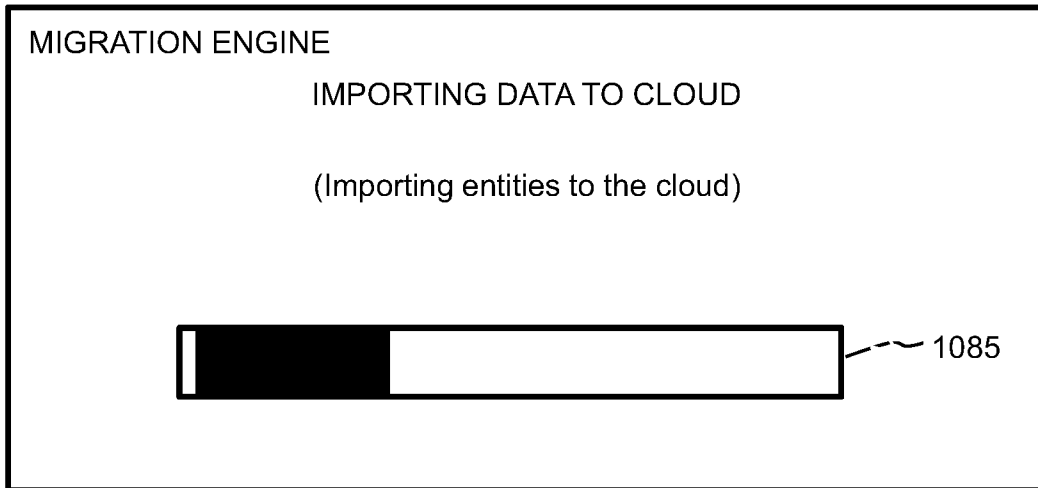 MIGRATION ENGINE
IMPORTING DATA TO CLOUD
(Importing entities to the cloud)
1085